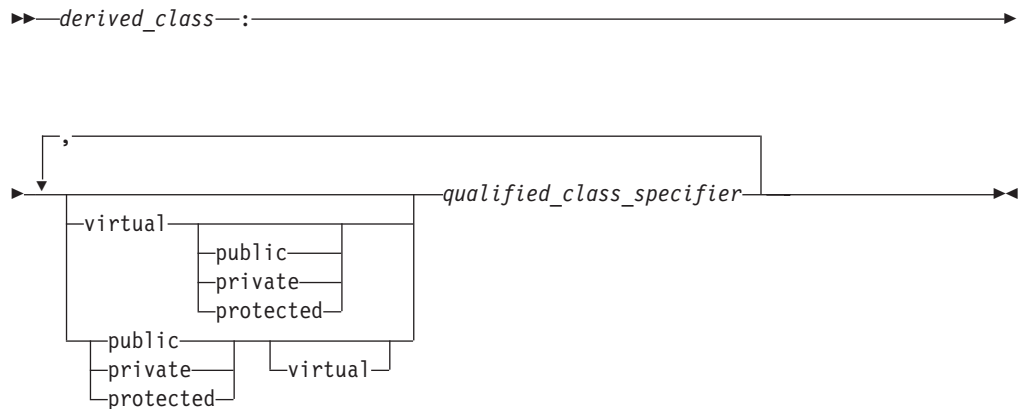 derived_class :
,
qualified_class_specifier
virtual
public
private
protected
public
private virtual
protected